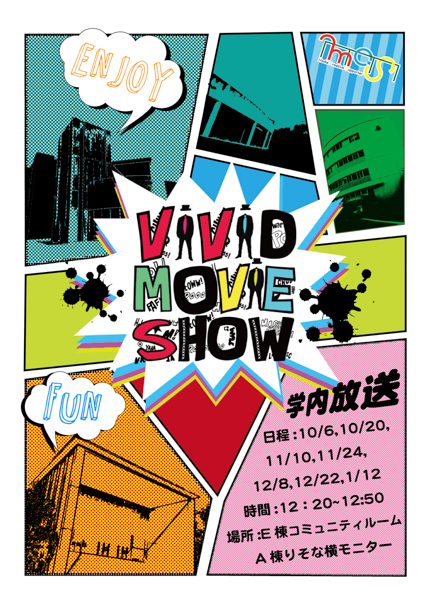 ENJOY
VIVID
MOVIE
SHOW
FUN
学内放送
日程:10/6,10/20,
11/10,11/24,
12/8,12/22,1/12
時間:12:20~12:50
場所:E 棟コミュニティルーム
A 棟りそな横モニター